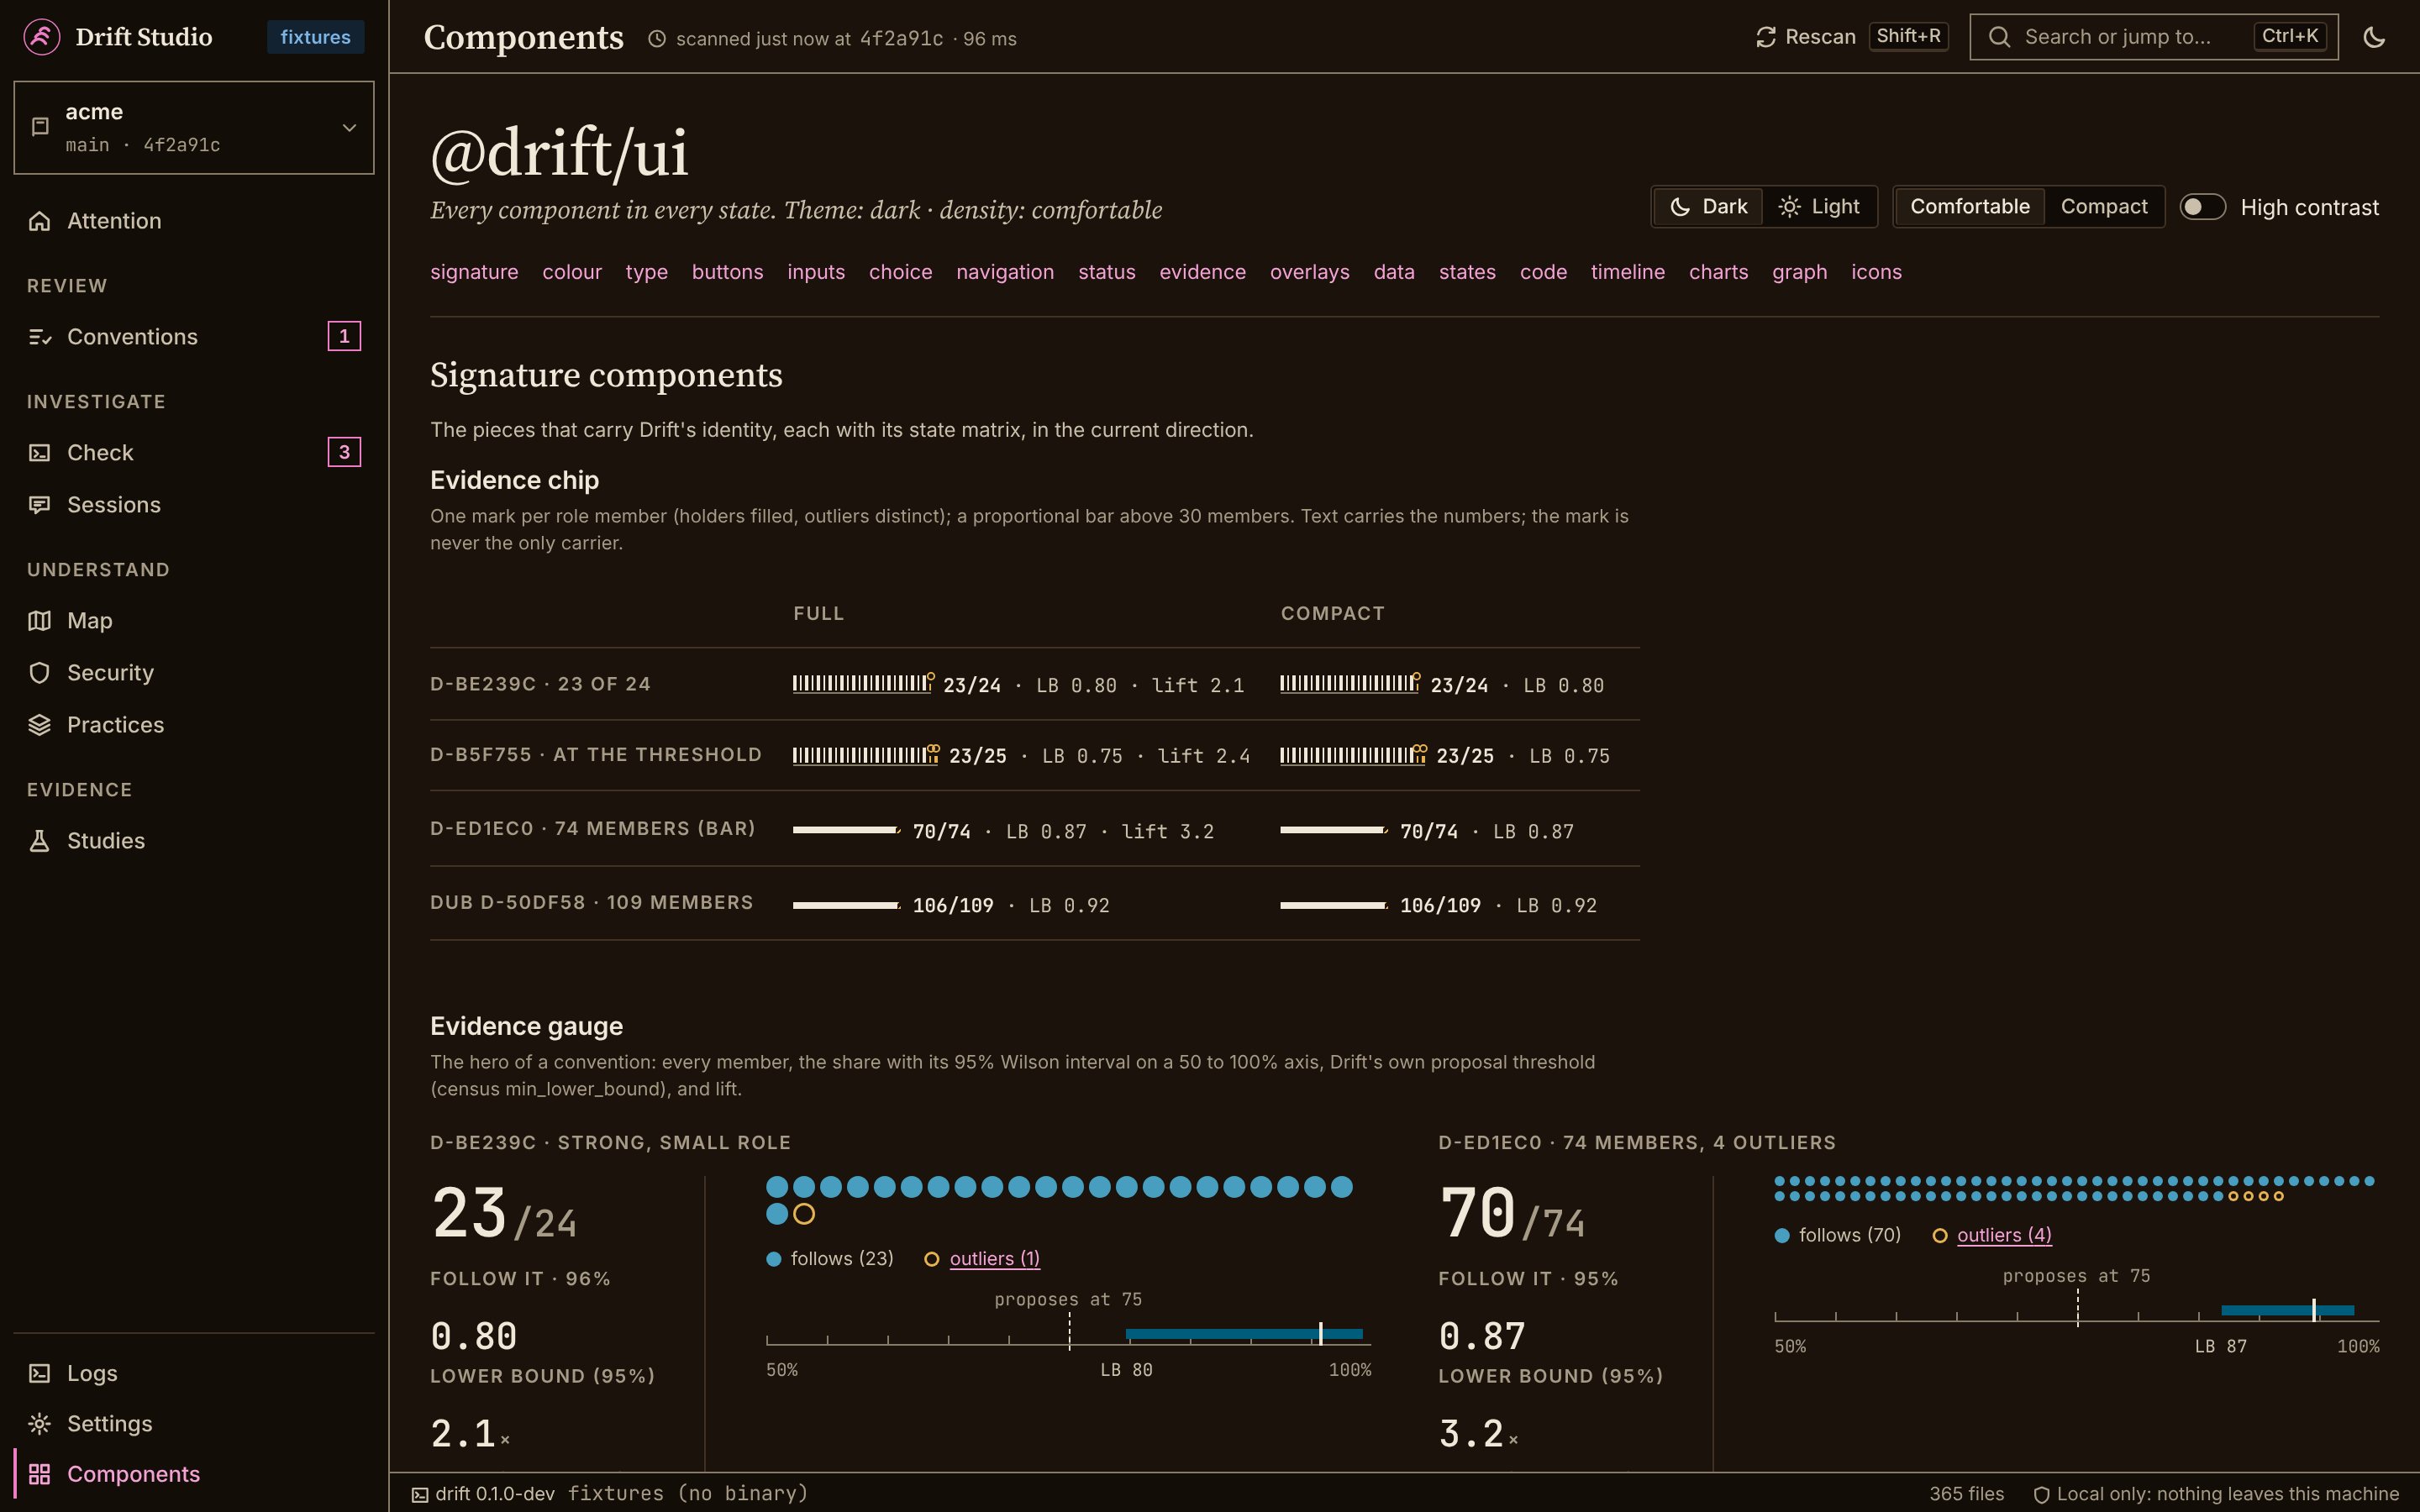 Drift Studio
fixtures
acme
main · 4f2a91c
Attention
REVIEW
Conventions
1
INVESTIGATE
Check
3
Sessions
UNDERSTAND
Map
Security
Practices
EVIDENCE
Studies
Logs
Settings
Components
Components
scanned just now at 4f2a91c · 96 ms
Rescan Shift+R
Search or jump to... Ctrl+K
@drift/ui
Every component in every state. Theme: dark · density: comfortable
Dark Light
Comfortable Compact
High contrast
signature colour type buttons inputs choice navigation status evidence overlays data states code timeline charts graph icons
Signature components
The pieces that carry Drift's identity, each with its state matrix, in the current direction.
Evidence chip
One mark per role member (holders filled, outliers distinct); a proportional bar above 30 members. Text carries the numbers; the mark is
never the only carrier.
FULL COMPACT
D-BE239C · 23 OF 24 23/24 · LB 0.80 · lift 2.1 23/24 · LB 0.80
D-B5F755 · AT THE THRESHOLD 23/25 · LB 0.75 · lift 2.4 23/25 · LB 0.75
D-ED1EC0 · 74 MEMBERS (BAR) 70/74 · LB 0.87 · lift 3.2 70/74 · LB 0.87
DUB D-50DF58 · 109 MEMBERS 106/109 · LB 0.92 106/109 · LB 0.92
Evidence gauge
The hero of a convention: every member, the share with its 95% Wilson interval on a 50 to 100% axis, Drift's own proposal threshold
(census min_lower_bound), and lift.
D-BE239C · STRONG, SMALL ROLE
23/24
FOLLOW IT · 96%
0.80
LOWER BOUND (95%)
2.1×
follows (23) outliers (1)
proposes at 75
50% LB 80 100%
D-ED1EC0 · 74 MEMBERS, 4 OUTLIERS
70/74
FOLLOW IT · 95%
0.87
LOWER BOUND (95%)
3.2×
follows (70) outliers (4)
proposes at 75
50% LB 87 100%
drift 0.1.0-dev fixtures (no binary)
365 files
Local only: nothing leaves this machine